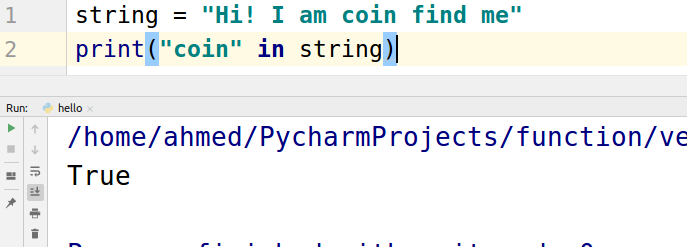 1 string = "Hi! I am coin find me"
2 print("coin" in string)
Run: hello ×
/home/ahmed/PycharmProjects/function/ve
True